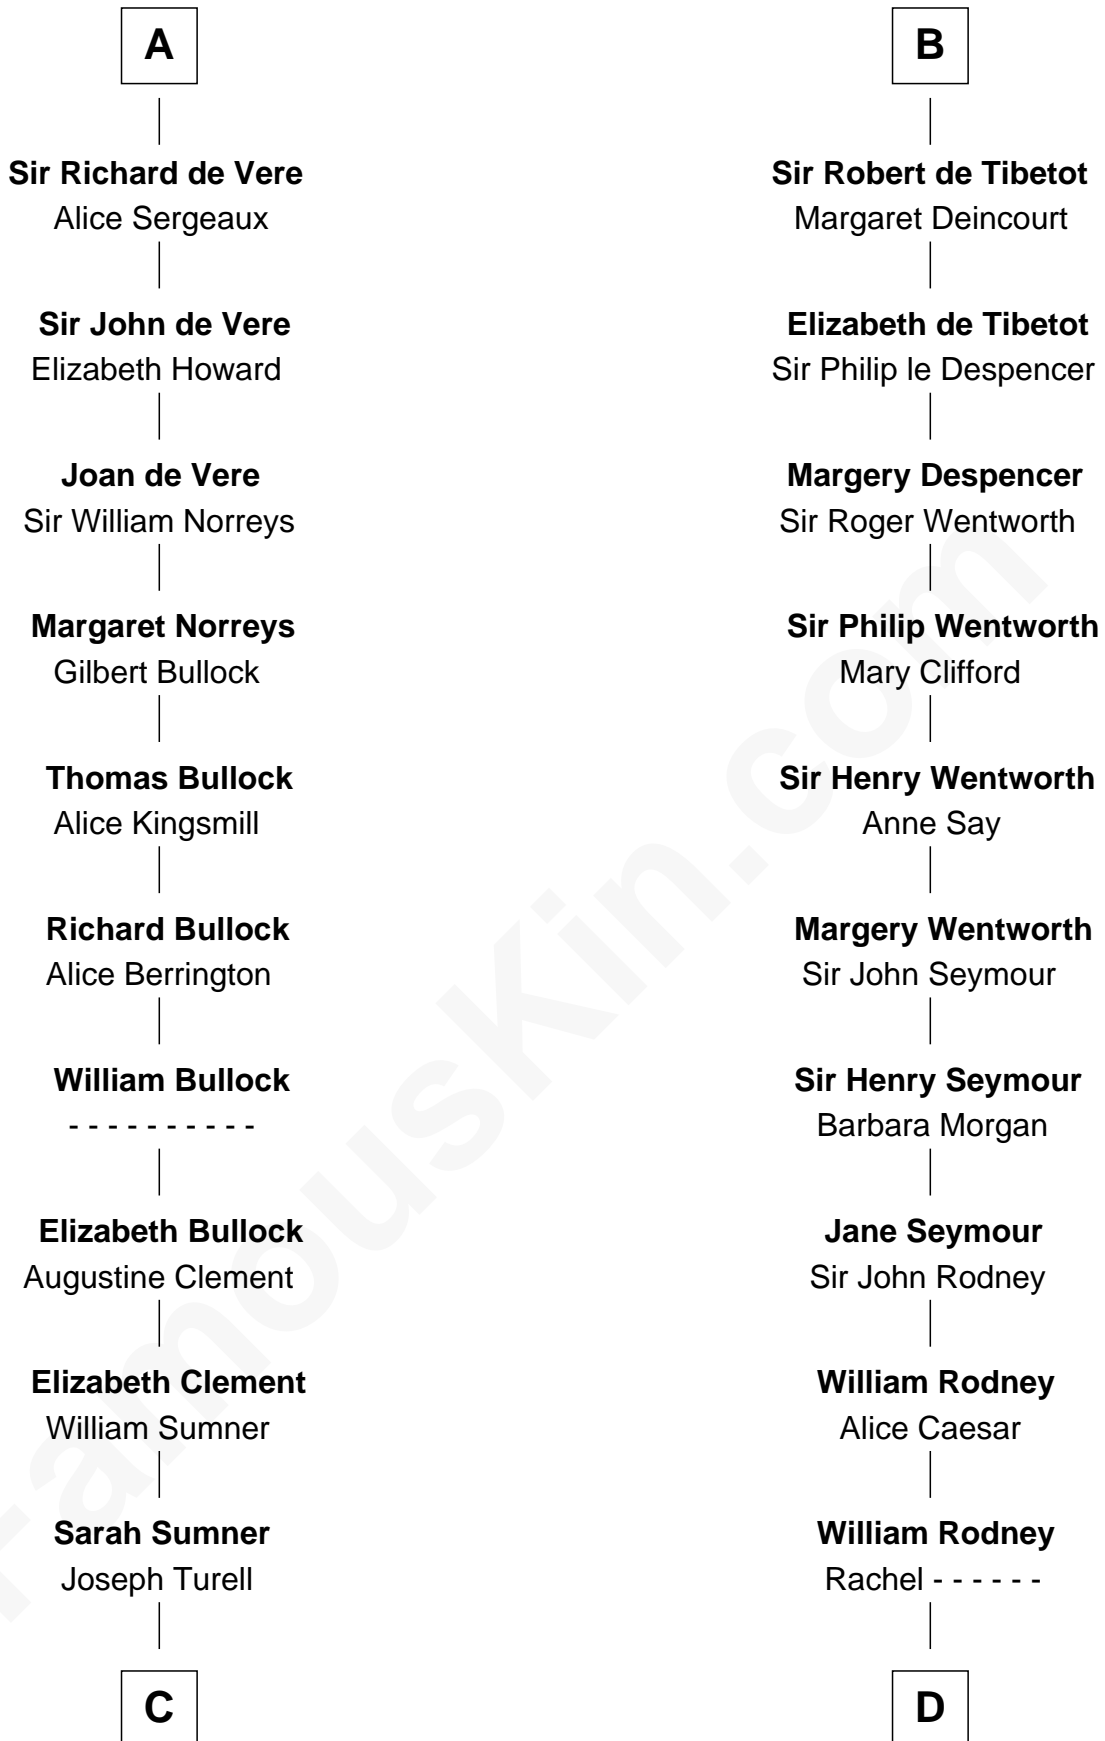 A
Sir Richard de Vere
Alice Sergeaux
Sir John de Vere
Elizabeth Howard
Joan de Vere
Sir William Norreys
Margaret Norreys
Gilbert Bullock
Thomas Bullock
Alice Kingsmill
Richard Bullock
Alice Berrington
William Bullock
- - - - - - - - - -
Elizabeth Bullock
Augustine Clement
Elizabeth Clement
William Sumner
Sarah Sumner
Joseph Turell
C
B
Sir Robert de Tibetot
Margaret Deincourt
Elizabeth de Tibetot
Sir Philip le Despencer
Margery Despencer
Sir Roger Wentworth
Sir Philip Wentworth
Mary Clifford
Sir Henry Wentworth
Anne Say
Margery Wentworth
Sir John Seymour
Sir Henry Seymour
Barbara Morgan
Jane Seymour
Sir John Rodney
William Rodney
Alice Caesar
William Rodney
Rachel - - - - - -
D
FamousKin.com